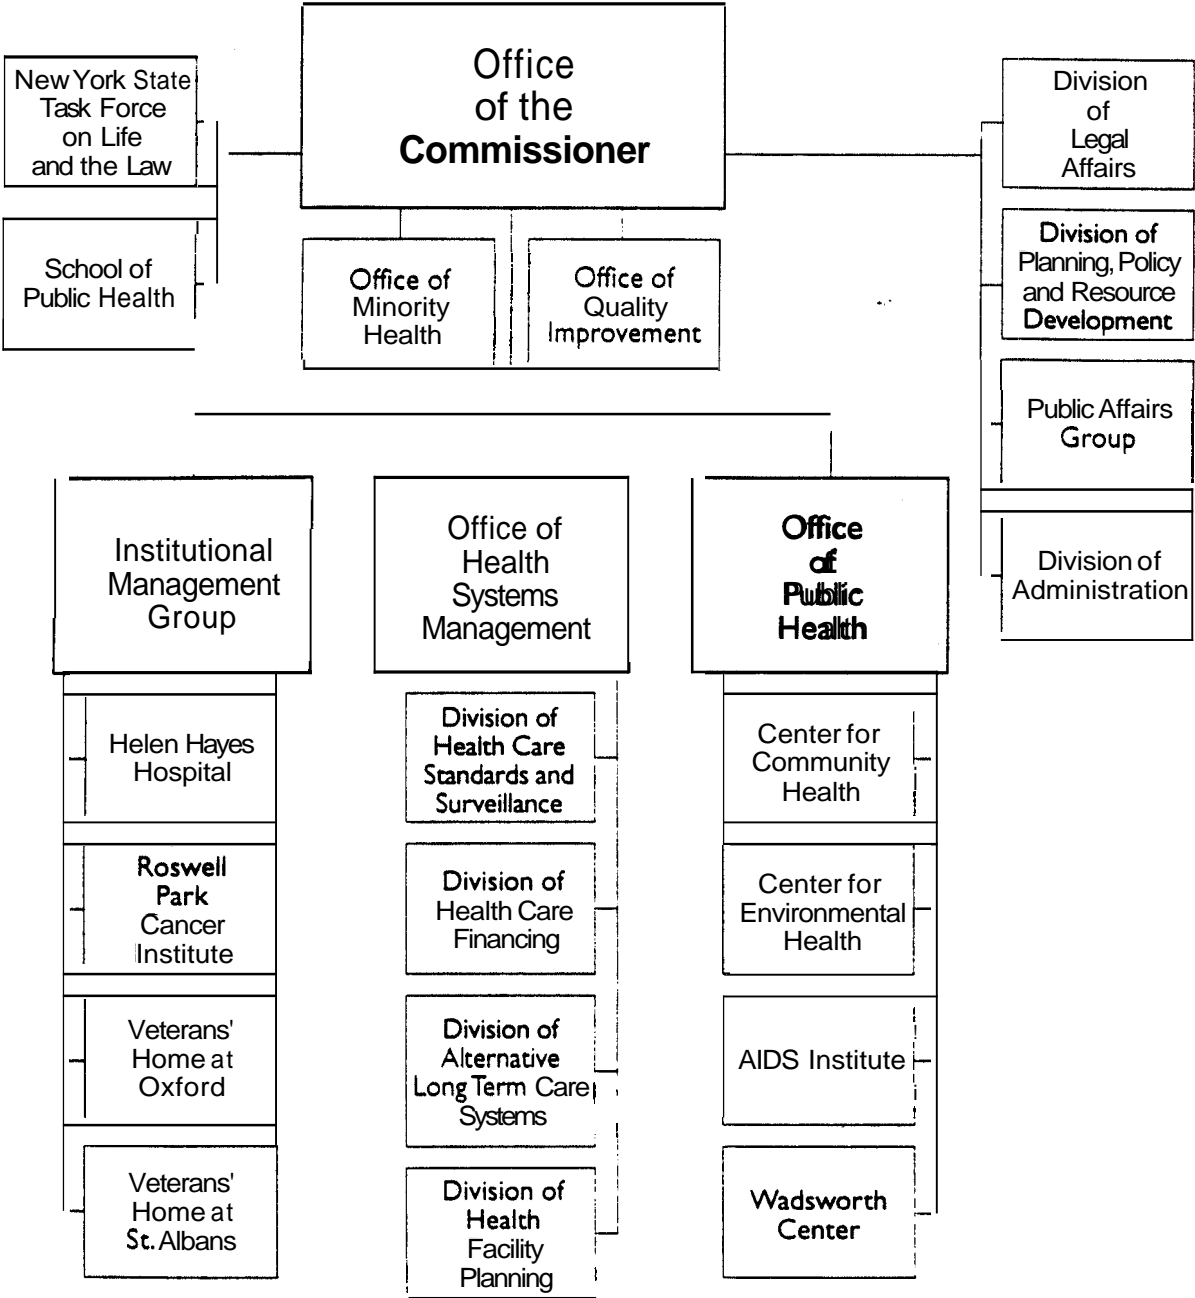 Office
of the
Commissioner
New York State
Task Force
on Life
and the Law
School of
Public Health
Office of
Minority
Health
Office of
Quality
Improvement
Division
of
Legal
Affairs
Division of
Planning, Policy
and Resource
Development
Public Affairs
Group
Division of
Administration
Institutional
Management
Group
Helen Hayes
Hospital
Roswell
Park
Cancer
Institute
Veterans'
Home at
Oxford
Veterans'
Home at
St. Albans
Office of
Health
Systems
Management
Division of
Health Care
Standards and
Surveillance
Division of
Health Care
Financing
Division of
Alternative
Long Term Care
Systems
Division of
Health
Facility
Planning
Office
of
Public
Health
Center for
Community
Health
Center for
Environmental
Health
AIDS Institute
Wadsworth
Center